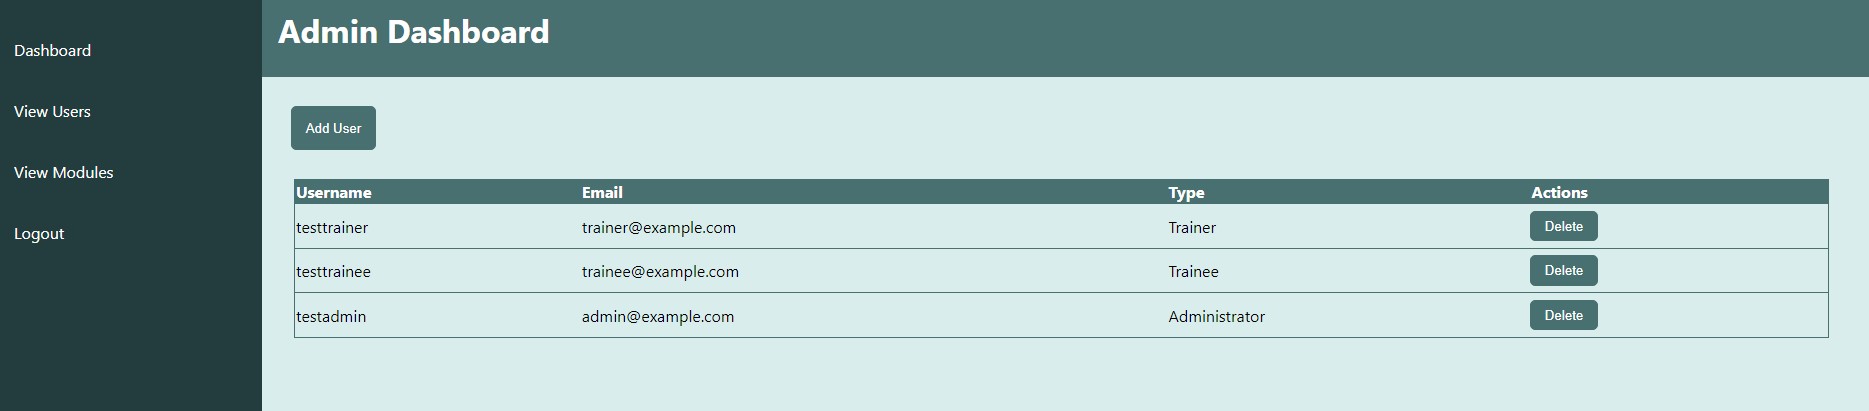 Dashboard
View Users
View Modules
Logout
Admin Dashboard
Add User
Username Email Type Actions
testtrainer trainer@example.com Trainer Delete
testtrainee trainee@example.com Trainee Delete
testadmin admin@example.com Administrator Delete